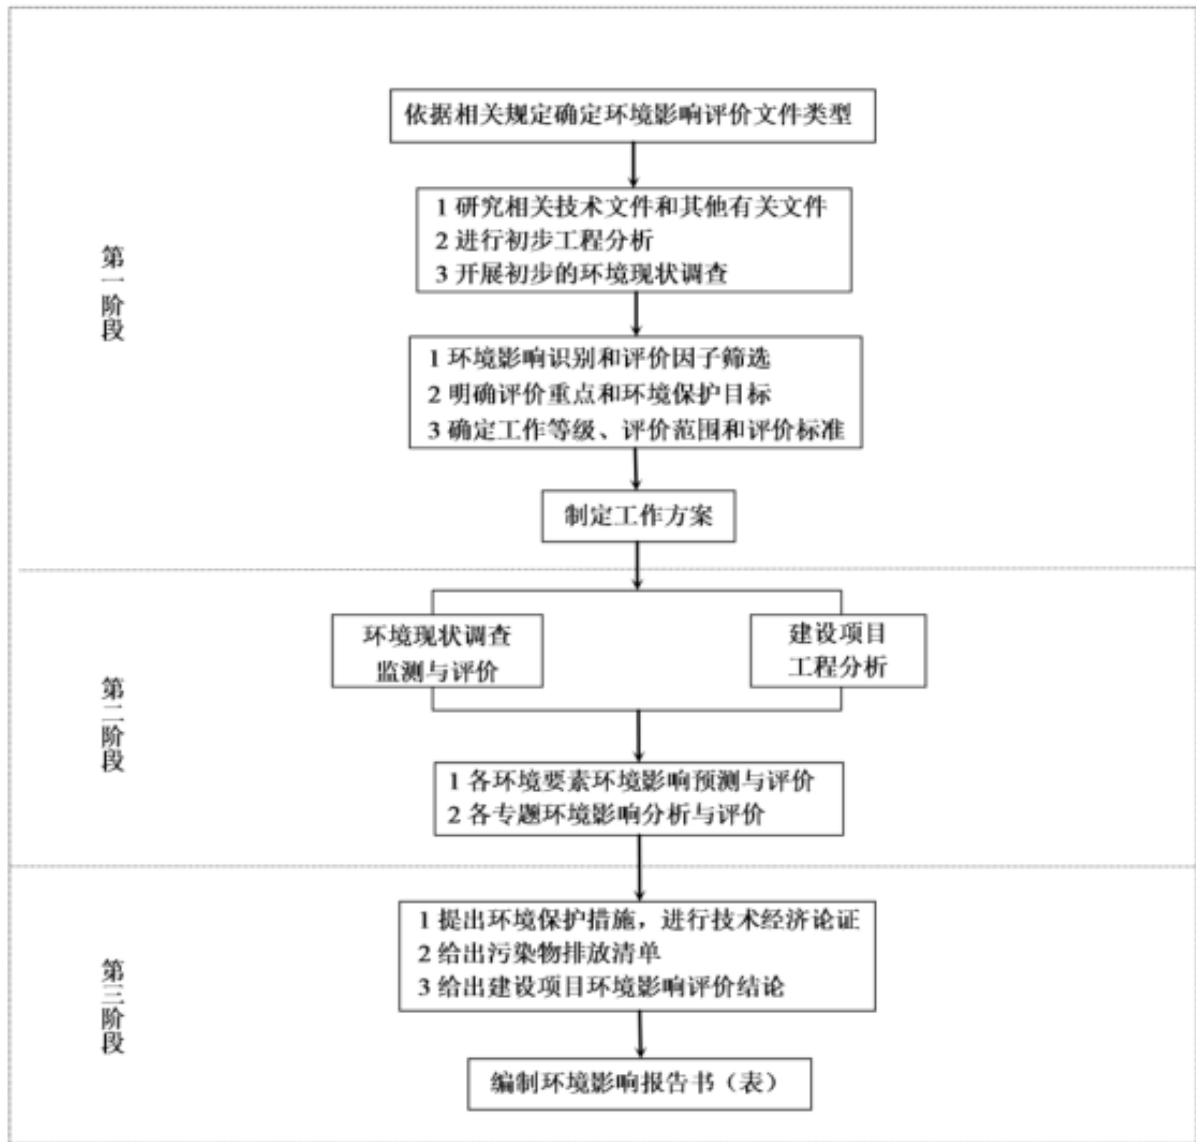 依据相关规定确定环境影响评价文件类型
1 研究相关技术文件和其他有关文件
2 进行初步工程分析
3 开展初步的环境现状调查
第一阶段
1 环境影响识别和评价因子筛选
2 明确评价重点和环境保护目标
3 确定工作等级、评价范围和评价标准
制定工作方案
环境现状调查
监测与评价
建设项目
工程分析
第二阶段
1 各环境要素环境影响预测与评价
2 各专题环境影响分析与评价
1 提出环境保护措施，进行技术经济论证
2 给出污染物排放清单
3 给出建设项目环境影响评价结论
第三阶段
编制环境影响报告书（表）